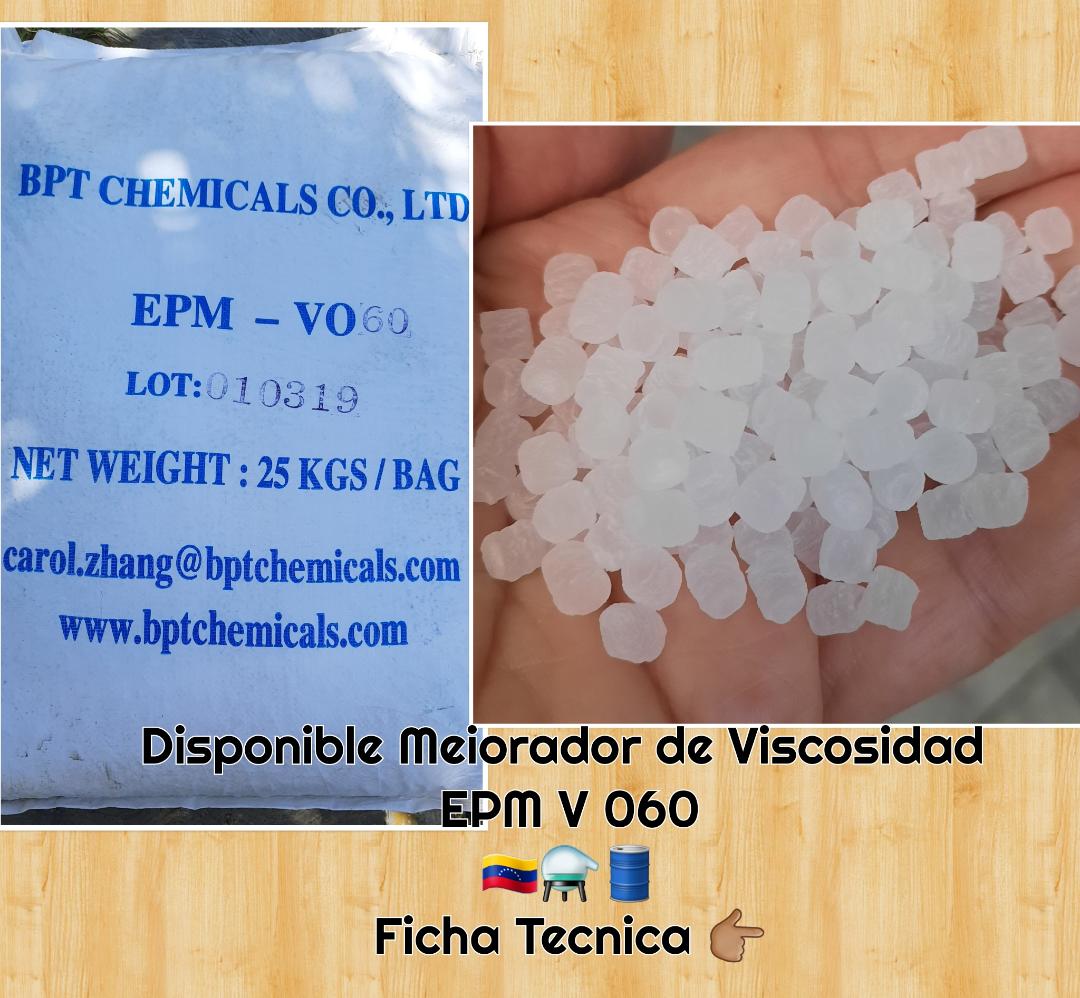 BPT CHEMICALS CO., LTD
EPM – VO60
LOT:010319
NET WEIGHT : 25 KGS / BAG
carol.zhang@bptchemicals.com
www.bptchemicals.com
Disponible Meiorador de Viscosidad
EPM V 060
Ficha Tecnica